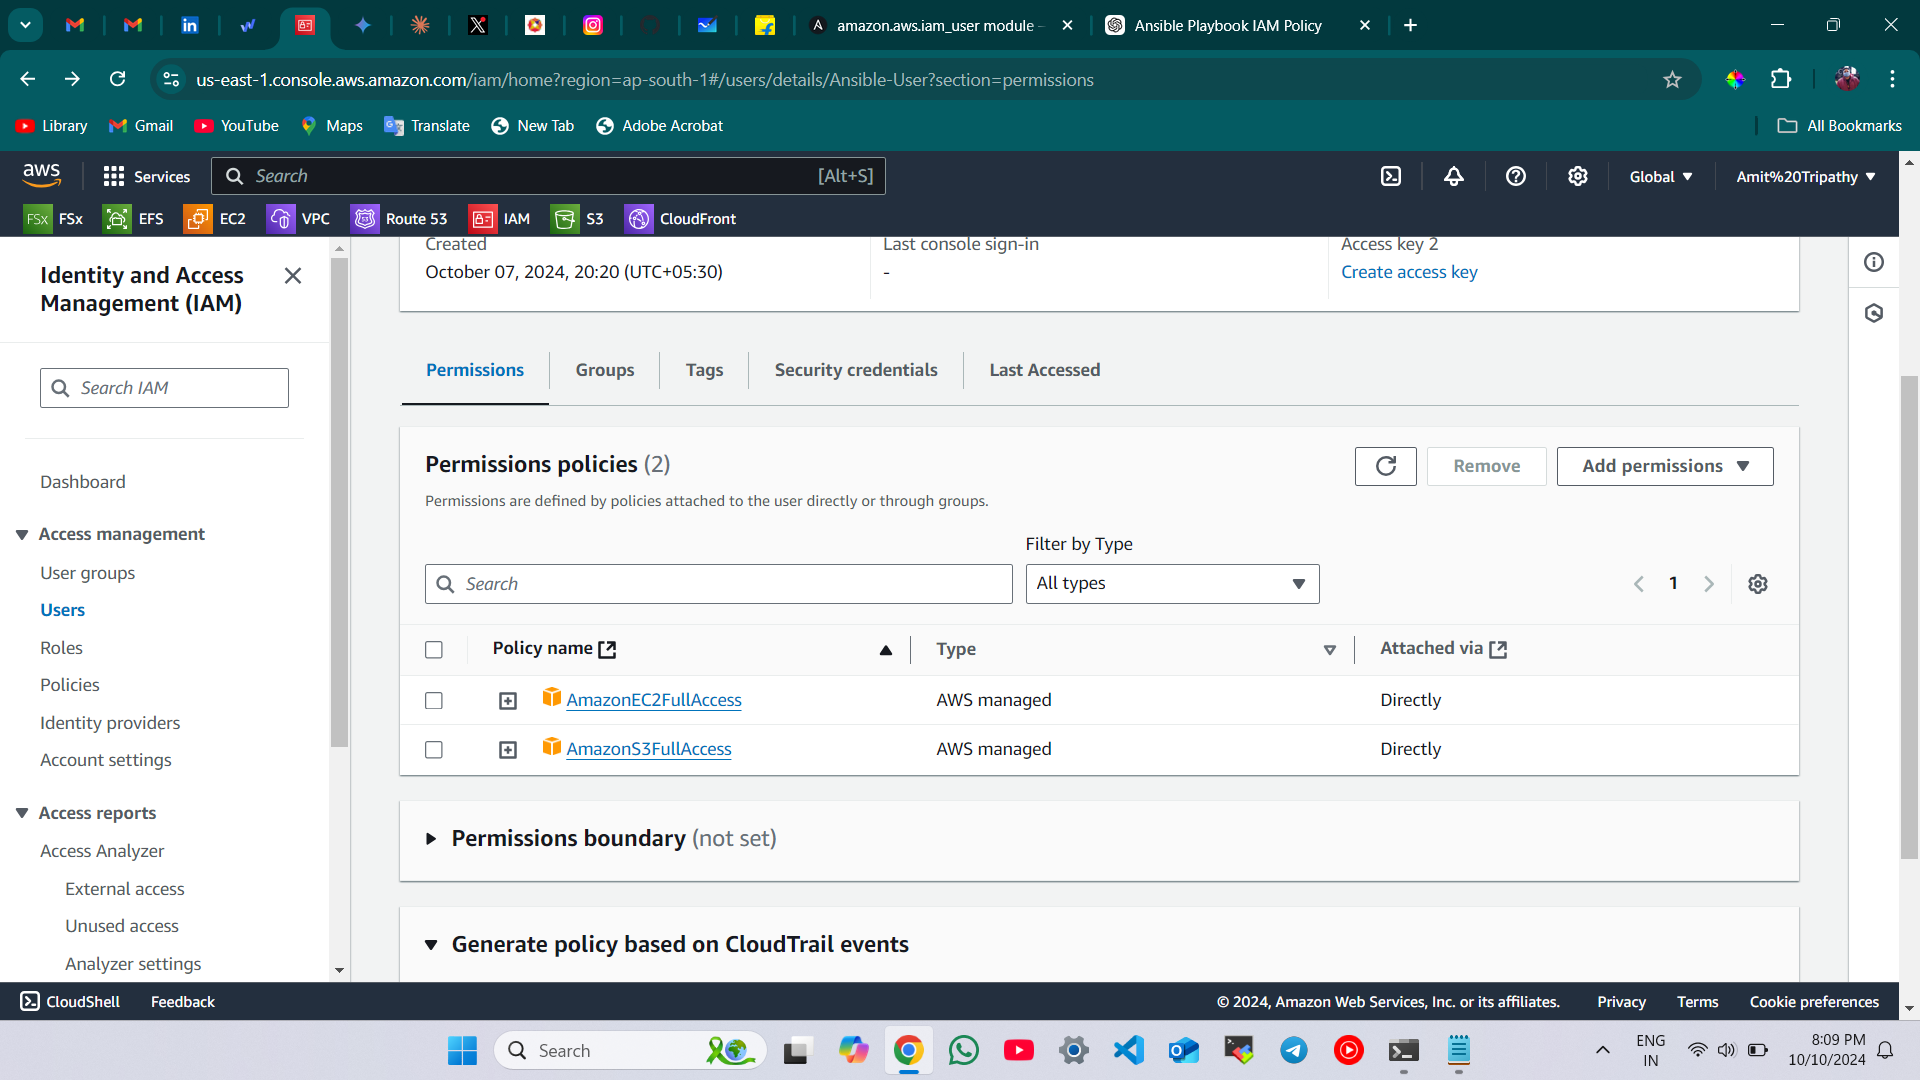 amazon.aws.iam_user module –
Ansible Playbook IAM Policy
us-east-1.console.aws.amazon.com/iam/home?region=ap-south-1#/users/details/Ansible-User?section=permissions
Library
Gmail
YouTube
Maps
Translate
New Tab
Adobe Acrobat
All Bookmarks
aws
Services
Search
[Alt+S]
Global
Amit%20Tripathy
FSx FSx
EFS
EC2
VPC
Route 53
IAM
S3
CloudFront
Identity and Access
Management (IAM)
Search IAM
Dashboard
Access management
User groups
Users
Roles
Policies
Identity providers
Account settings
Access reports
Access Analyzer
External access
Unused access
Analyzer settings
Created
October 07, 2024, 20:20 (UTC+05:30)
Last console sign-in
-
Access key 2
Create access key
Permissions
Groups
Tags
Security credentials
Last Accessed
Permissions policies (2)
Remove
Add permissions
Permissions are defined by policies attached to the user directly or through groups.
Filter by Type
Search
All types
1
Policy name
Type
Attached via
AmazonEC2FullAccess
AWS managed
Directly
AmazonS3FullAccess
AWS managed
Directly
Permissions boundary (not set)
Generate policy based on CloudTrail events
CloudShell
Feedback
© 2024, Amazon Web Services, Inc. or its affiliates.
Privacy
Terms
Cookie preferences
Search
ENG
IN
8:09 PM
10/10/2024